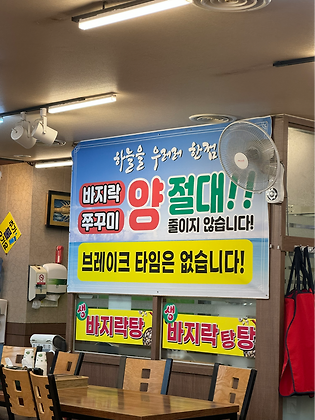 하늘을 우러러 한점
바지락
쭈꾸미
양 절대!!
줄이지 않습니다!
브레이크 타임은 없습니다!
생
바지락탕
생
바지락탕탕